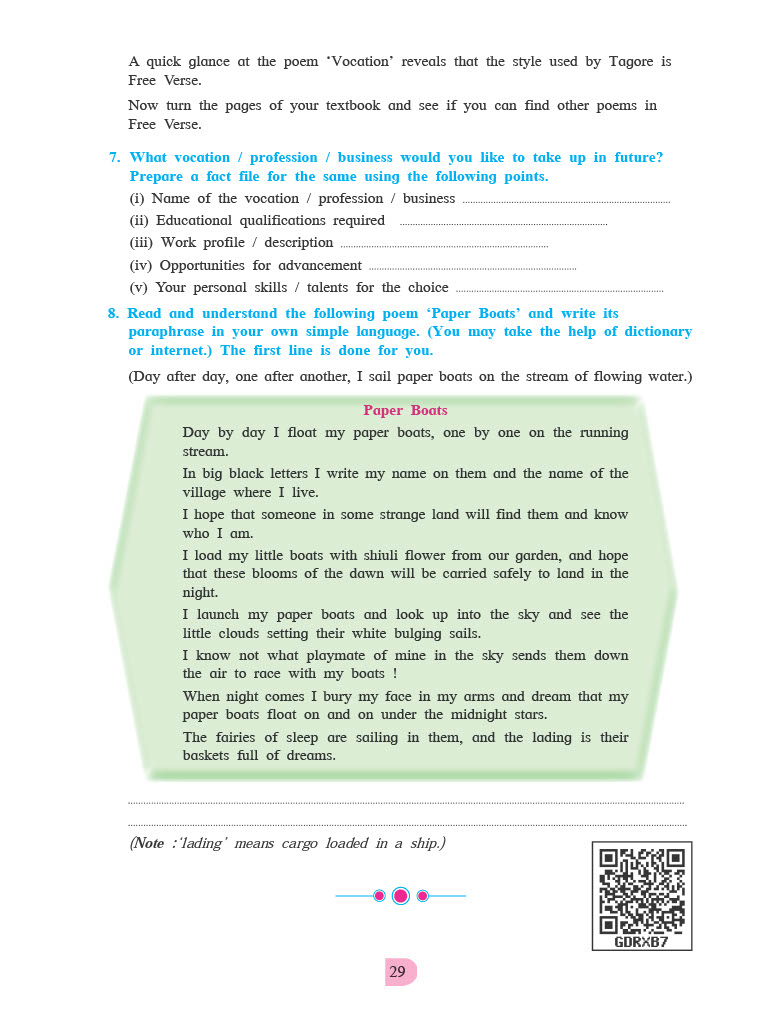 A quick glance at the poem ‘Vocation’ reveals that the style used by Tagore is
Free Verse.
Now turn the pages of your textbook and see if you can find other poems in
Free Verse.
7. What vocation / profession / business would you like to take up in future?
Prepare a fact file for the same using the following points.
(i) Name of the vocation / profession / business ................................................................................
(ii) Educational qualifications required ................................................................................
(iii) Work profile / description ................................................................................
(iv) Opportunities for advancement ................................................................................
(v) Your personal skills / talents for the choice ................................................................................
8. Read and understand the following poem ‘Paper Boats’ and write its
paraphrase in your own simple language. (You may take the help of dictionary
or internet.) The first line is done for you.
(Day after day, one after another, I sail paper boats on the stream of flowing water.)
Paper Boats
Day by day I float my paper boats, one by one on the running
stream.
In big black letters I write my name on them and the name of the
village where I live.
I hope that someone in some strange land will find them and know
who I am.
I load my little boats with shiuli flower from our garden, and hope
that these blooms of the dawn will be carried safely to land in the
night.
I launch my paper boats and look up into the sky and see the
little clouds setting their white bulging sails.
I know not what playmate of mine in the sky sends them down
the air to race with my boats !
When night comes I bury my face in my arms and dream that my
paper boats float on and on under the midnight stars.
The fairies of sleep are sailing in them, and the lading is their
baskets full of dreams.
(Note :‘lading’ means cargo loaded in a ship.)
GDRXB7
29